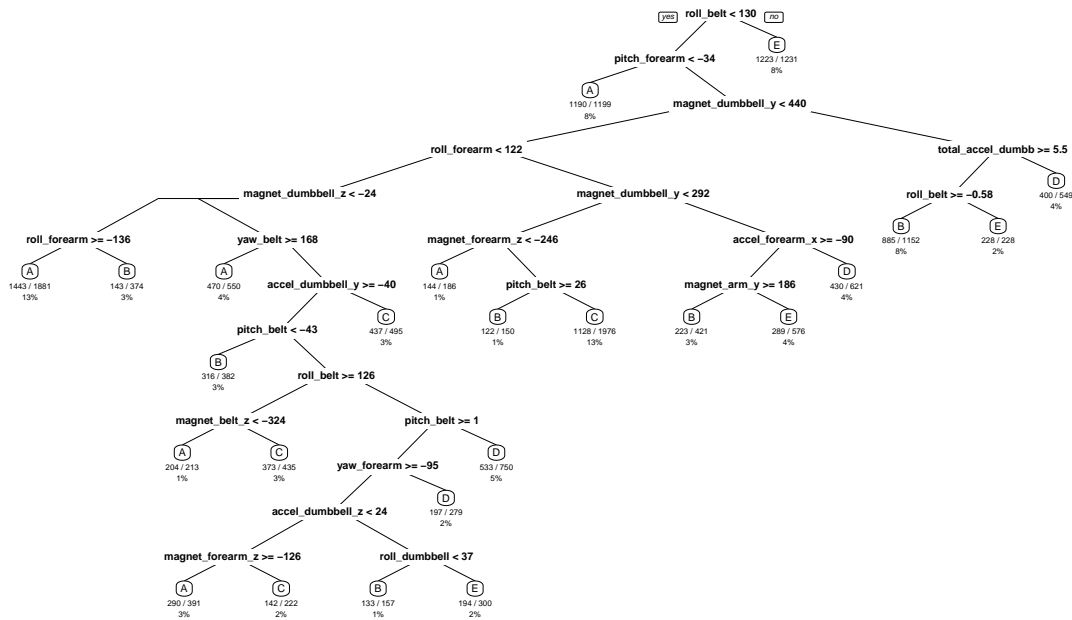 yes roll_belt < 130 no
E
1223 / 1231
8%
pitch_forearm < −34
A
1190 / 1199
8%
magnet_dumbbell_y < 440
roll_forearm < 122
total_accel_dumbb >= 5.5
magnet_dumbbell_z < −24
magnet_dumbbell_y < 292
roll_belt >= −0.58
D
400 / 549
4%
roll_forearm >= −136
yaw_belt >= 168
magnet_forearm_z < −246
accel_forearm_x >= −90
B
885 / 1152
8%
E
228 / 228
2%
A
1443 / 1881
13%
B
143 / 374
3%
A
470 / 550
4%
accel_dumbbell_y >= −40
A
144 / 186
1%
pitch_belt >= 26
magnet_arm_y >= 186
D
430 / 621
4%
pitch_belt < −43
C
437 / 495
3%
B
122 / 150
1%
C
1128 / 1976
13%
B
223 / 421
3%
E
289 / 576
4%
B
316 / 382
3%
roll_belt >= 126
magnet_belt_z < −324
pitch_belt >= 1
A
204 / 213
1%
C
373 / 435
3%
yaw_forearm >= −95
D
533 / 750
5%
accel_dumbbell_z < 24
D
197 / 279
2%
magnet_forearm_z >= −126
roll_dumbbell < 37
A
290 / 391
3%
C
142 / 222
2%
B
133 / 157
1%
E
194 / 300
2%